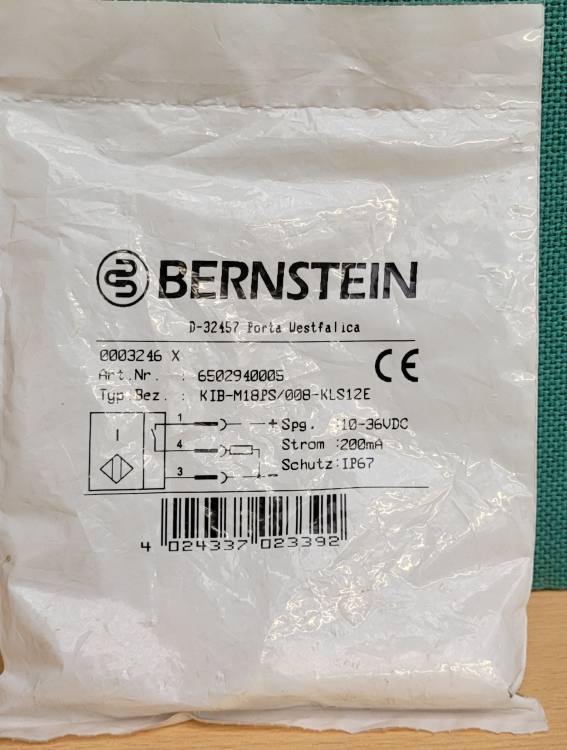 BERNSTEIN
D-32457 Porta Westfalica
0003246 X
CE
Art.Nr. : 6502940005
Typ.Bez. : KIB-M18PS/008-KLS12E
1 + Spg. :10-36VDC
4 Strom :200mA
3 - Schutz:IP67
I
4 024337 023392